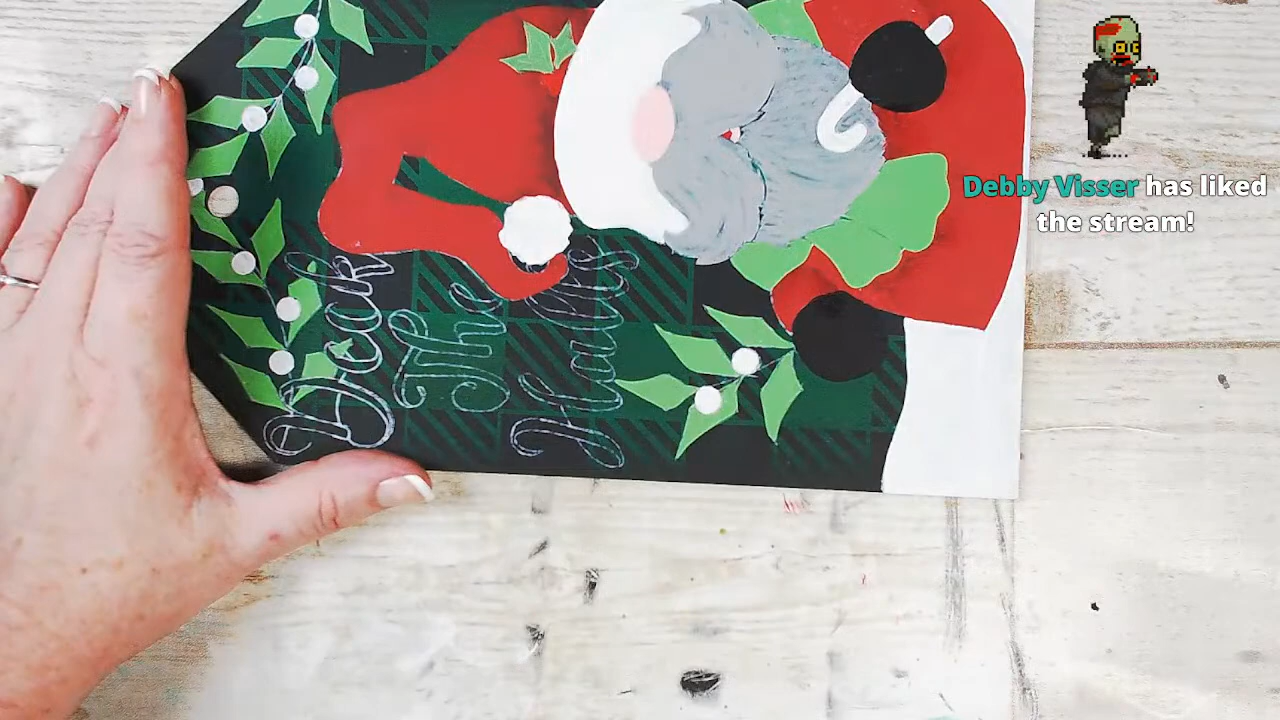 Deck
The
Halls
Debby Visser has liked
the stream!